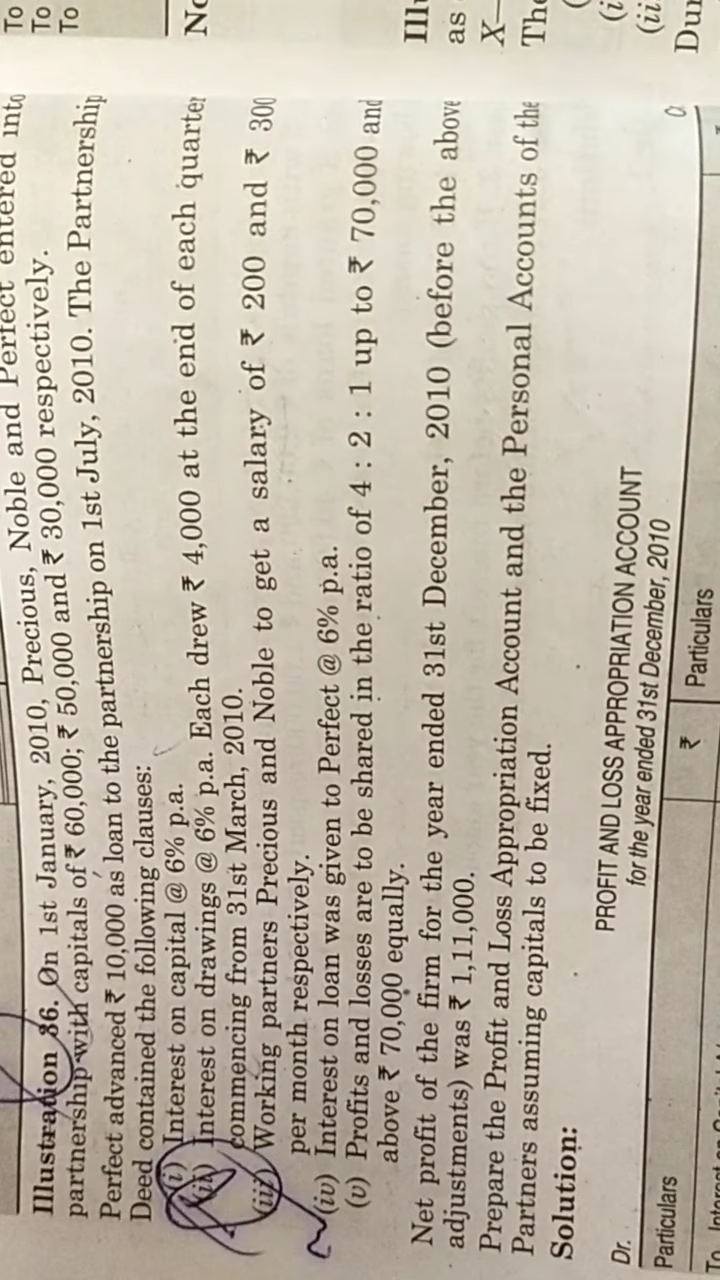 Illustration 36. On 1st January, 2010, Precious, Noble and Perfect entered into
partnership with capitals of ₹ 60,000; ₹ 50,000 and ₹ 30,000 respectively.
Perfect advanced ₹ 10,000 as loan to the partnership on 1st July, 2010. The Partnership
Deed contained the following clauses:
(i) Interest on capital @ 6% p.a.
(ii) Interest on drawings @ 6% p.a. Each drew ₹ 4,000 at the end of each quarter
commencing from 31st March, 2010.
(iii) Working partners Precious and Noble to get a salary of ₹ 200 and ₹ 300
per month respectively.
(iv) Interest on loan was given to Perfect @ 6% p.a.
(v) Profits and losses are to be shared in the ratio of 4 : 2 : 1 up to ₹ 70,000 and
above ₹ 70,000 equally.
Net profit of the firm for the year ended 31st December, 2010 (before the above
adjustments) was ₹ 1,11,000.
Prepare the Profit and Loss Appropriation Account and the Personal Accounts of the
Partners assuming capitals to be fixed.
Solution:
PROFIT AND LOSS APPROPRIATION ACCOUNT
for the year ended 31st December, 2010
Dr.
Particulars ₹ Particulars ₹
To
To
To
Ill
as
X—
The
(i
(ii
Dur